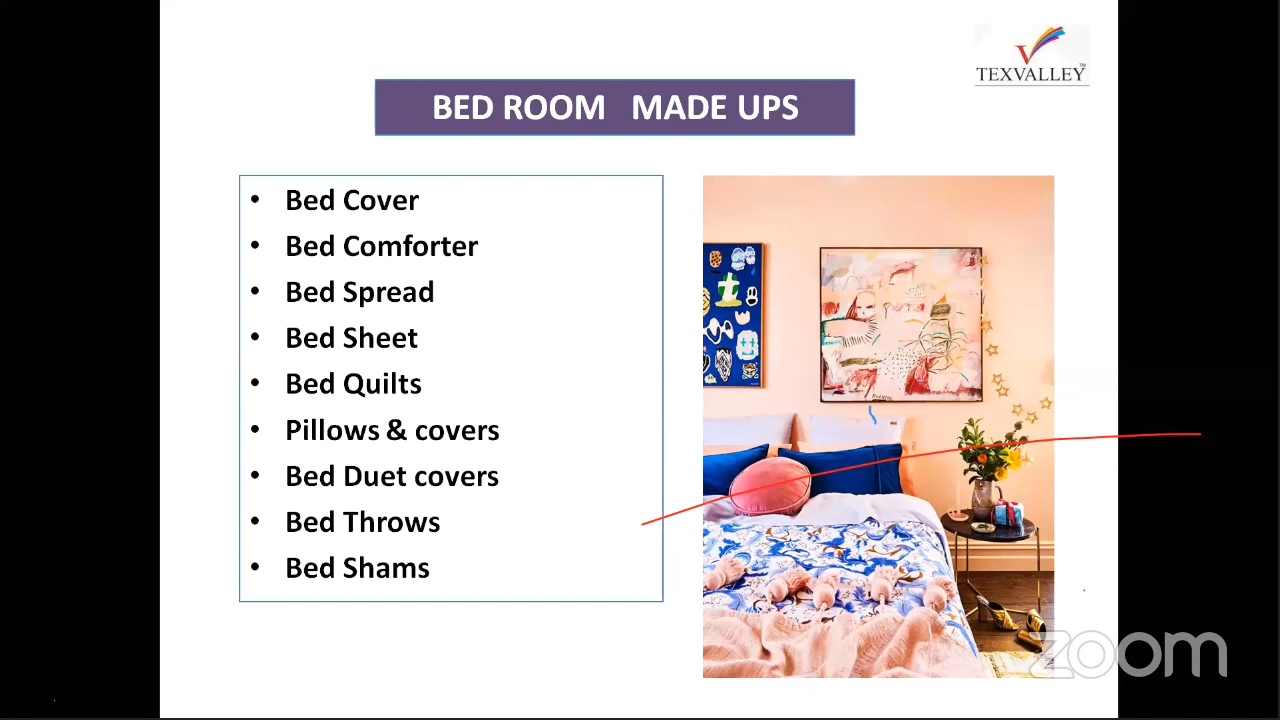 TEXVALLEY
TM
BED ROOM MADE UPS
• Bed Cover
• Bed Comforter
• Bed Spread
• Bed Sheet
• Bed Quilts
• Pillows & covers
• Bed Duet covers
• Bed Throws
• Bed Shams
zoom